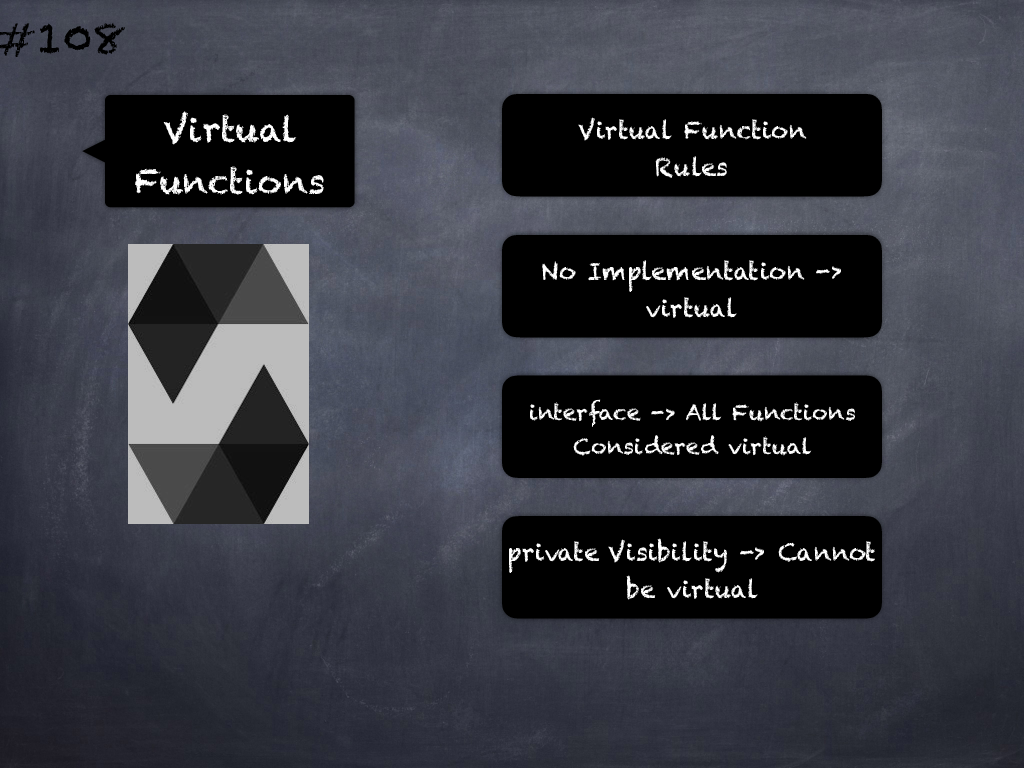 #108
Virtual
Functions
Virtual Function
Rules
No Implementation ->
virtual
interface -> All Functions
Considered virtual
private Visibility -> Cannot
be virtual